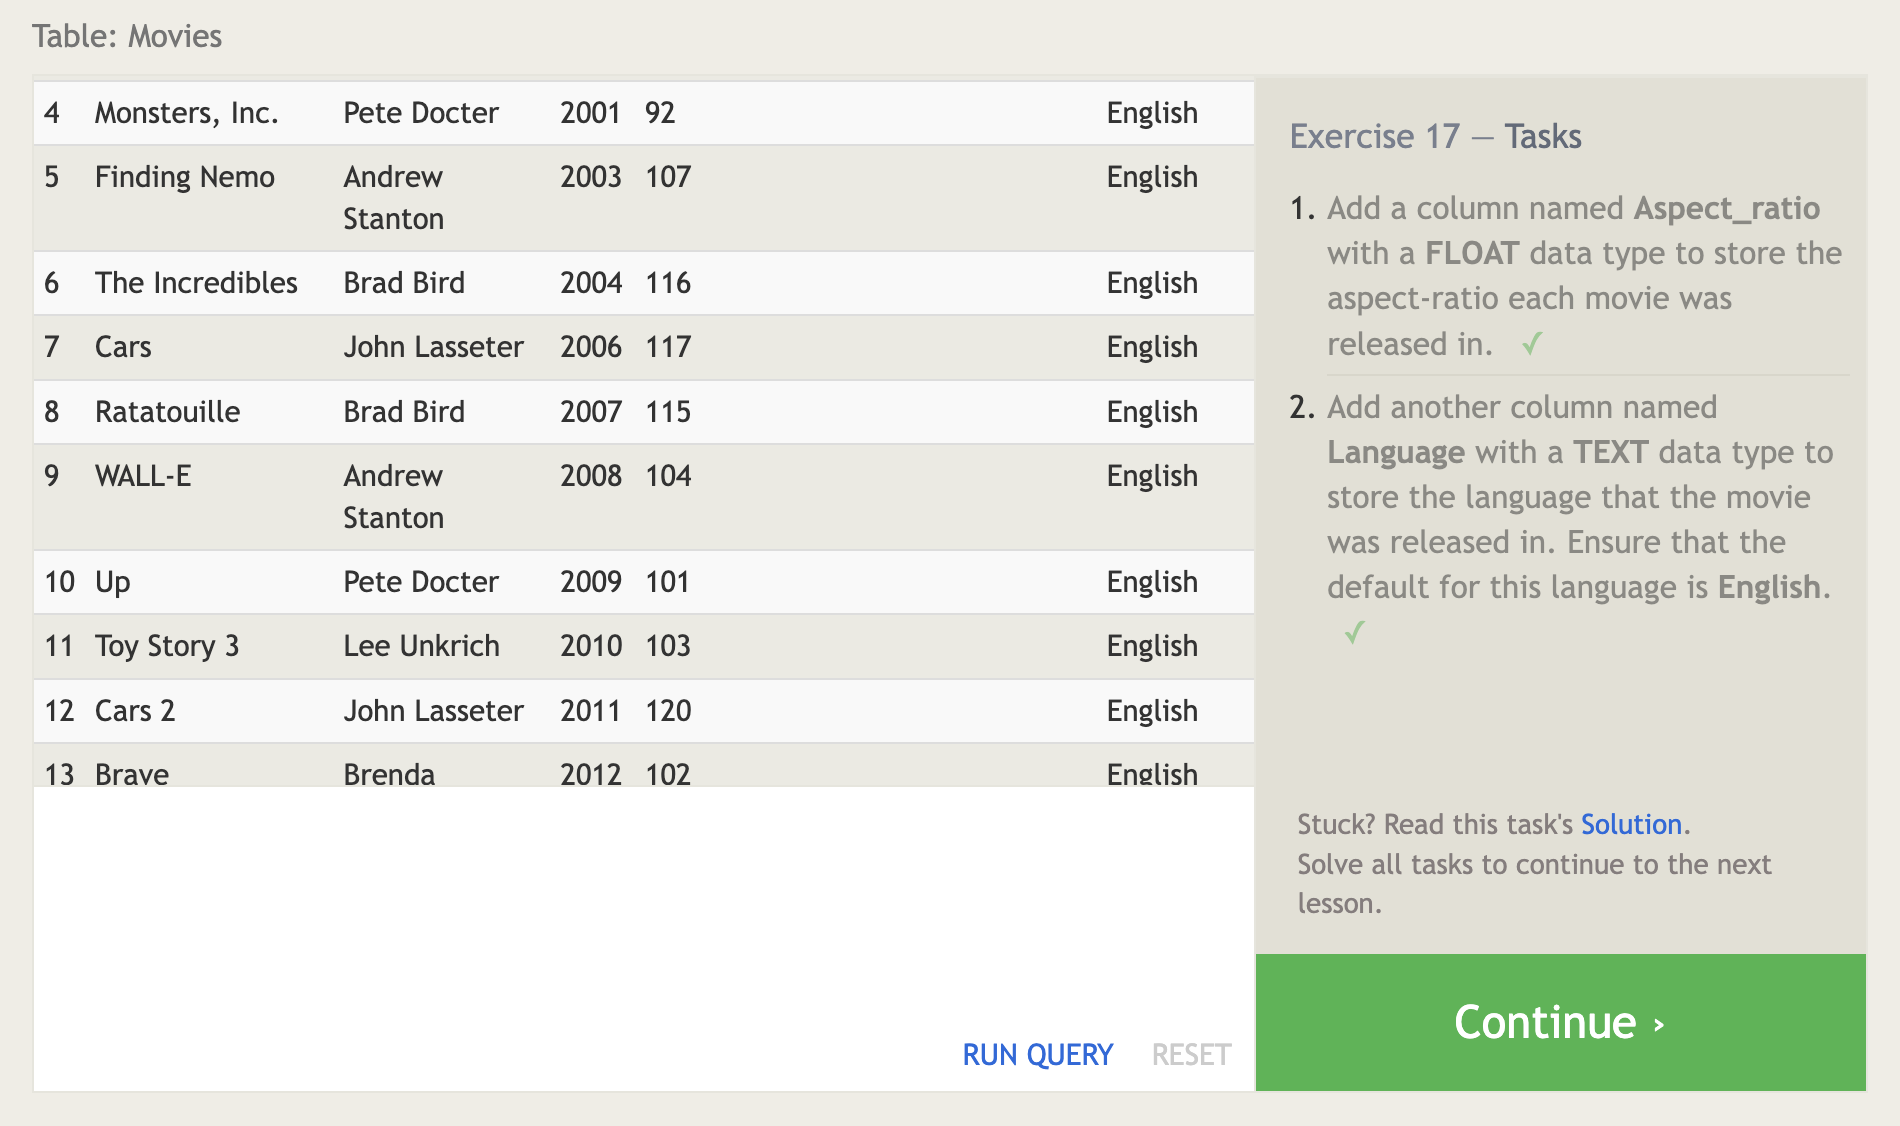 Table: Movies
4 Monsters, Inc. Pete Docter 2001 92 English
5 Finding Nemo Andrew Stanton 2003 107 English
6 The Incredibles Brad Bird 2004 116 English
7 Cars John Lasseter 2006 117 English
8 Ratatouille Brad Bird 2007 115 English
9 WALL-E Andrew Stanton 2008 104 English
10 Up Pete Docter 2009 101 English
11 Toy Story 3 Lee Unkrich 2010 103 English
12 Cars 2 John Lasseter 2011 120 English
13 Brave Brenda 2012 102 English
RUN QUERY RESET
Exercise 17 — Tasks
1. Add a column named Aspect_ratio
with a FLOAT data type to store the
aspect-ratio each movie was
released in. ✓
2. Add another column named
Language with a TEXT data type to
store the language that the movie
was released in. Ensure that the
default for this language is English.
✓
Stuck? Read this task's Solution.
Solve all tasks to continue to the next
lesson.
Continue ›